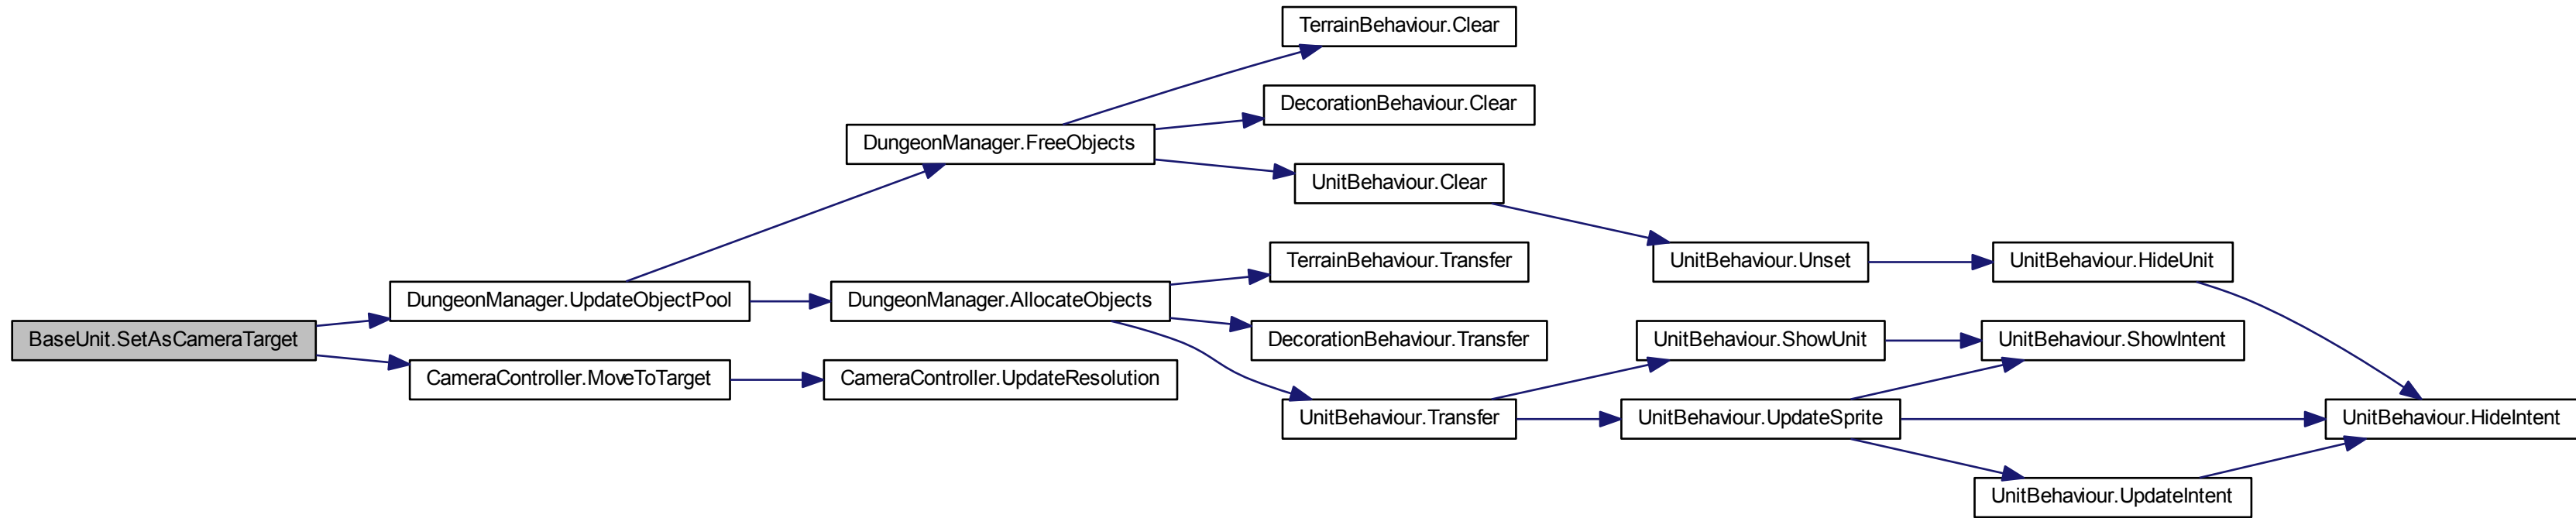 TerrainBehaviour.Clear
DecorationBehaviour.Clear
DungeonManager.FreeObjects
UnitBehaviour.Clear
TerrainBehaviour.Transfer
UnitBehaviour.Unset
UnitBehaviour.HideUnit
DungeonManager.UpdateObjectPool
DungeonManager.AllocateObjects
BaseUnit.SetAsCameraTarget
DecorationBehaviour.Transfer
UnitBehaviour.ShowUnit
UnitBehaviour.ShowIntent
CameraController.MoveToTarget
CameraController.UpdateResolution
UnitBehaviour.Transfer
UnitBehaviour.UpdateSprite
UnitBehaviour.HideIntent
UnitBehaviour.UpdateIntent